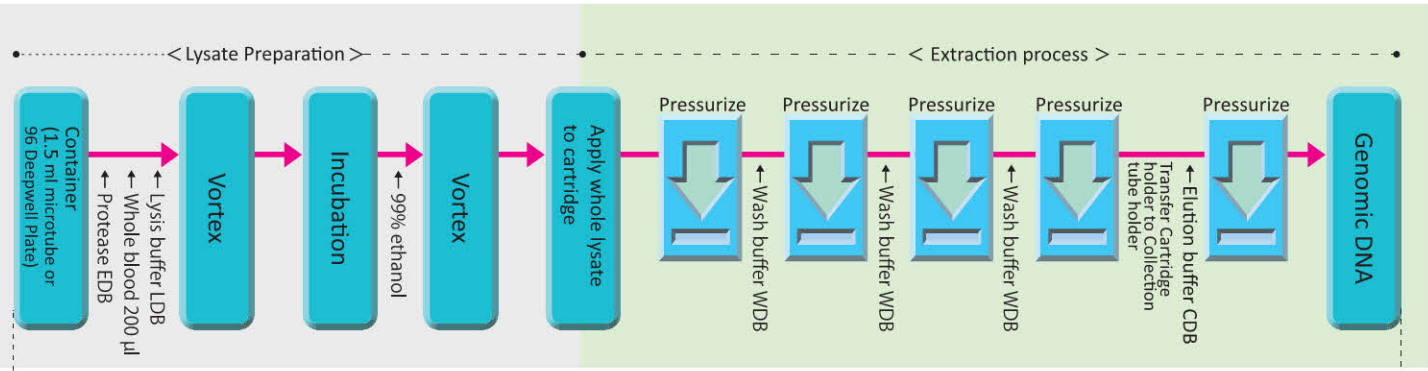 < Lysate Preparation >
< Extraction process >
Container
(1.5 ml microtube or
96 Deepwell Plate)
← Protease EDB
← Whole blood 200 µl
← Lysis buffer LDB
Vortex
Incubation
← 99% ethanol
Vortex
Apply whole lysate
to cartridge
Pressurize
← Wash buffer WDB
Pressurize
← Wash buffer WDB
Pressurize
← Wash buffer WDB
Pressurize
← Elution buffer CDB
Transfer Cartridge
holder to Collection
tube holder
Pressurize
Genomic DNA